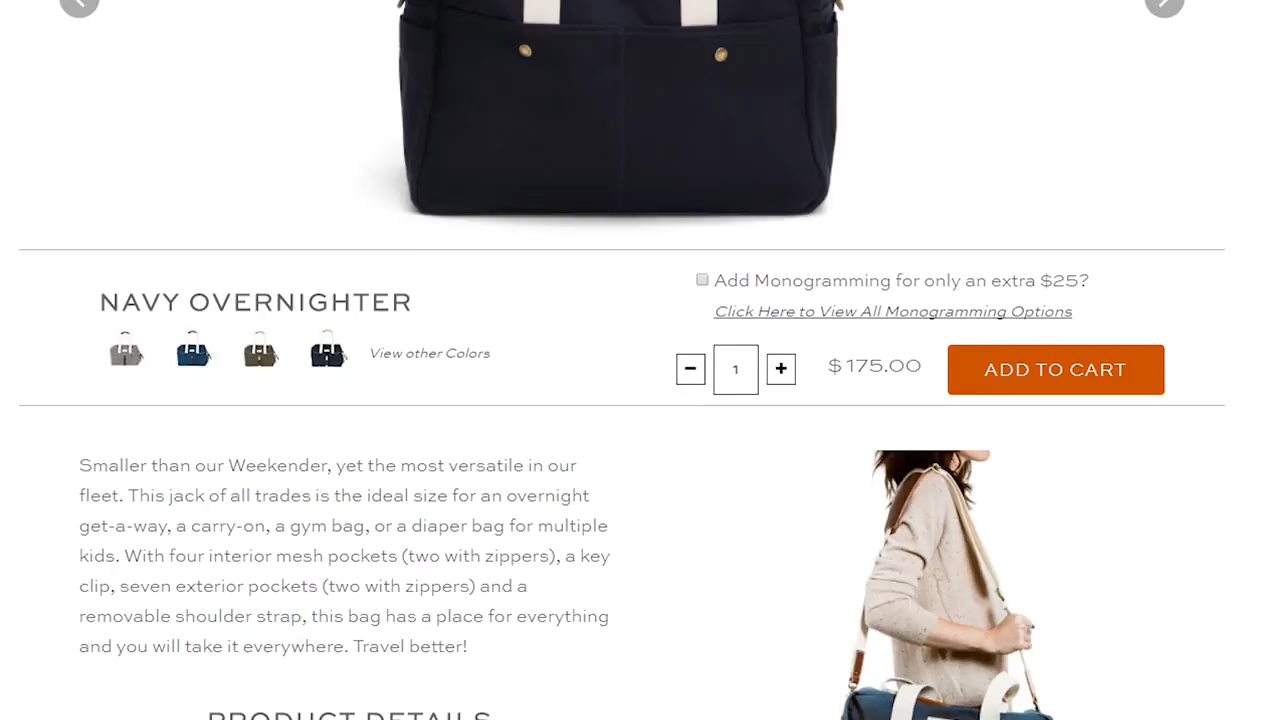 Add Monogramming for only an extra $25?
NAVY OVERNIGHTER
Click Here to View All Monogramming Options
View other Colors
1
$175.00
ADD TO CART
Smaller than our Weekender, yet the most versatile in our
fleet. This jack of all trades is the ideal size for an overnight
get-a-way, a carry-on, a gym bag, or a diaper bag for multiple
kids. With four interior mesh pockets (two with zippers), a key
clip, seven exterior pockets (two with zippers) and a
removable shoulder strap, this bag has a place for everything
and you will take it everywhere. Travel better!
PRODUCT DETAILS